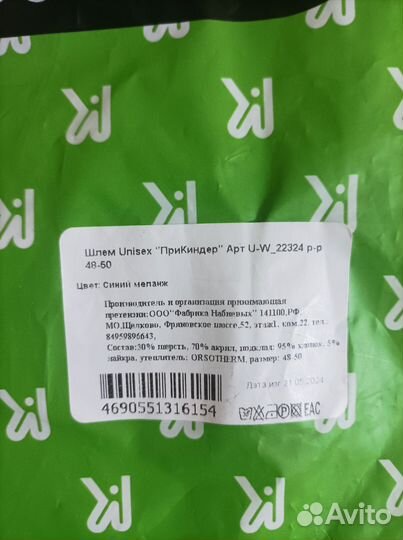 Шлем Unisex "ПриКиндер" Арт U-W_22324 р-р
48-50
Цвет: Синий меланж
Производитель и организация принимающая
претензии:ООО"Фабрика Набиевых" 141100,РФ,
МО,Щелково, Фряновское шоссе,52, этаж1, ком.22, тел.
84959896643,
Состав:30% шерсть, 70% акрил, подклад: 95% хлопок, 5%
лайкра, утеплитель: ORSOTHERM, размер: 48-50
Дата изг 21.05.2024
4690551316154
EAC
Avito